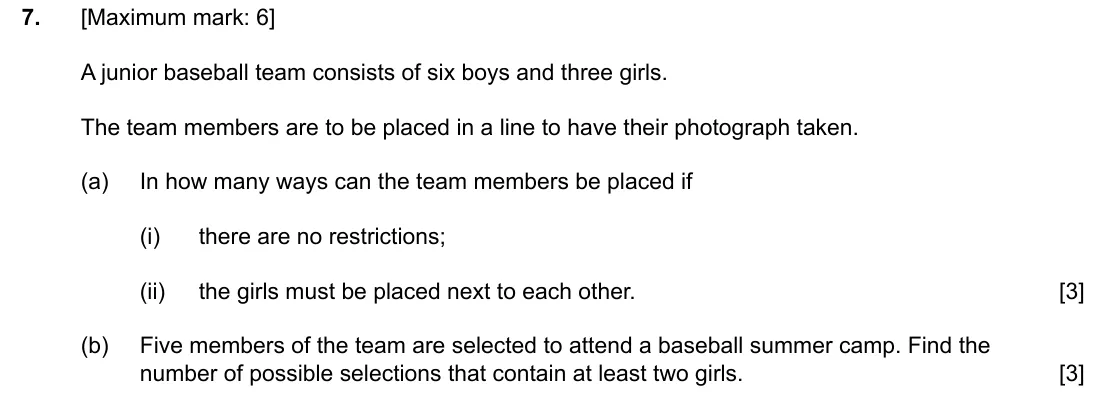 7. [Maximum mark: 6]
A junior baseball team consists of six boys and three girls.
The team members are to be placed in a line to have their photograph taken.
(a) In how many ways can the team members be placed if
(i) there are no restrictions;
(ii) the girls must be placed next to each other. [3]
(b) Five members of the team are selected to attend a baseball summer camp. Find the
number of possible selections that contain at least two girls. [3]